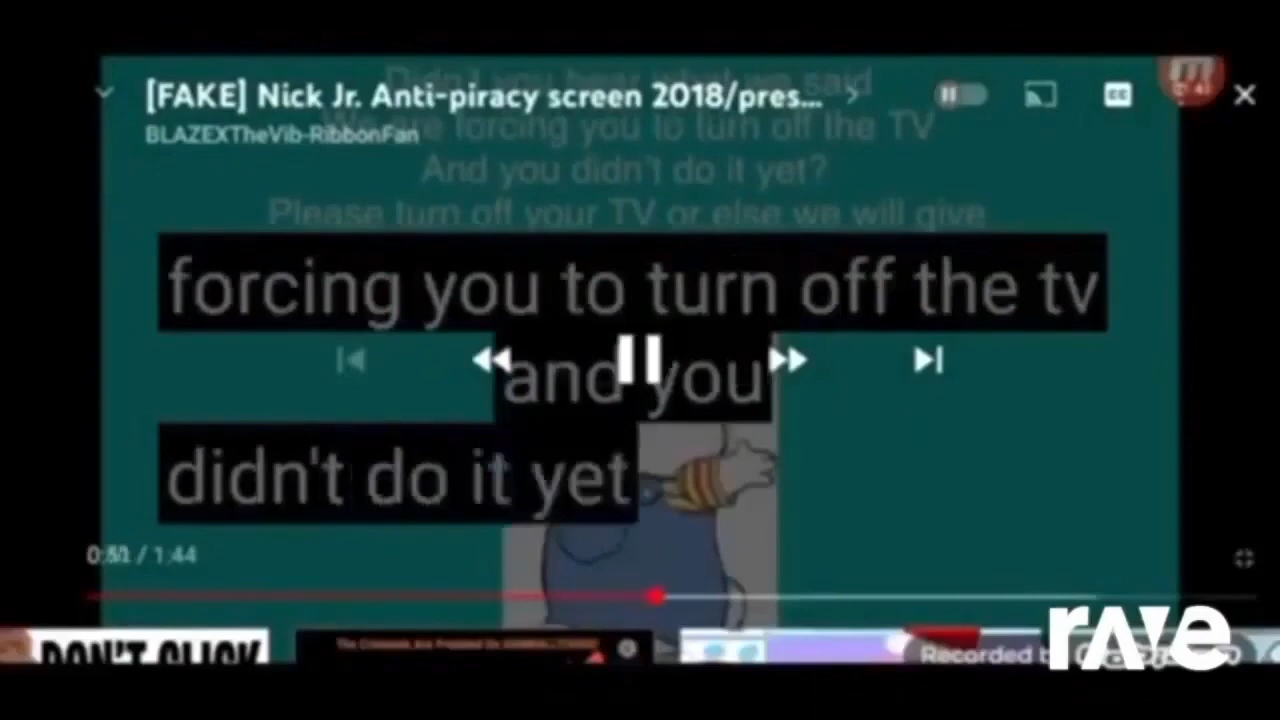 Didn't you hear what we said
[FAKE] Nick Jr. Anti-piracy screen 2018/pres...
We are forcing you to turn off the TV
BLAZEXTheVib-RibbonFan
And you didn't do it yet?
Please turn off your TV or else we will give
forcing you to turn off the tv
and you
didn't do it yet
/ 1:44
DON'T CLICK
Recorded
rave